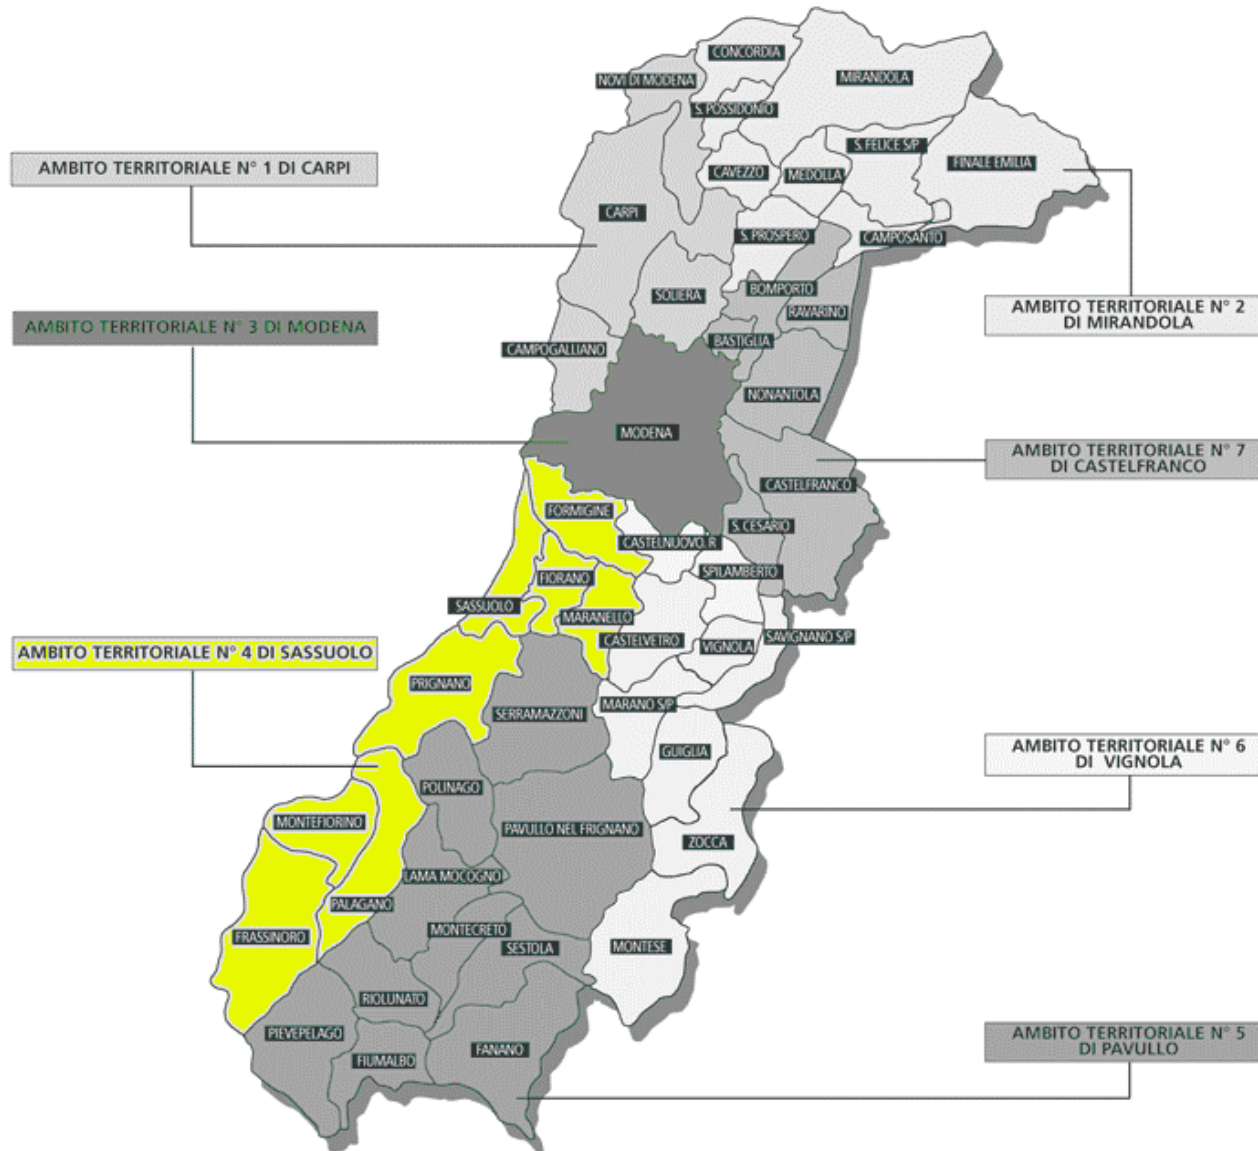 CONCORDIA
NOVI DI MODENA
MIRANDOLA
S. POSSIDONIO
S. FELICE S/P
FINALE EMILIA
AMBITO TERRITORIALE N° 1 DI CARPI
CAVEZZO
MEDOLLA
CARPI
S. PROSPERO
CAMPOSANTO
BOMPORTO
SOLIERA
RAVARINO
AMBITO TERRITORIALE N° 2
DI MIRANDOLA
AMBITO TERRITORIALE N° 3 DI MODENA
BASTIGLIA
CAMPOGALLIANO
NONANTOLA
MODENA
AMBITO TERRITORIALE N° 7
DI CASTELFRANCO
CASTELFRANCO
FORMIGINE
S. CESARIO
CASTELNUOVO. R
SPILAMBERTO
FIORANO
SASSUOLO
MARANELLO
CASTELVETRO
SAVIGNANO S/P
VIGNOLA
AMBITO TERRITORIALE N° 4 DI SASSUOLO
PRIGNANO
MARANO S/P
SERRAMAZZONI
GUIGLIA
AMBITO TERRITORIALE N° 6
DI VIGNOLA
POLINAGO
MONTEFIORINO
PAVULLO NEL FRIGNANO
ZOCCA
LAMA MOCOGNO
PALAGANO
MONTECRETO
FRASSINORO
SESTOLA
MONTESE
RIOLUNATO
PIEVEPELAGO
AMBITO TERRITORIALE N° 5
DI PAVULLO
FANANO
FIUMALBO